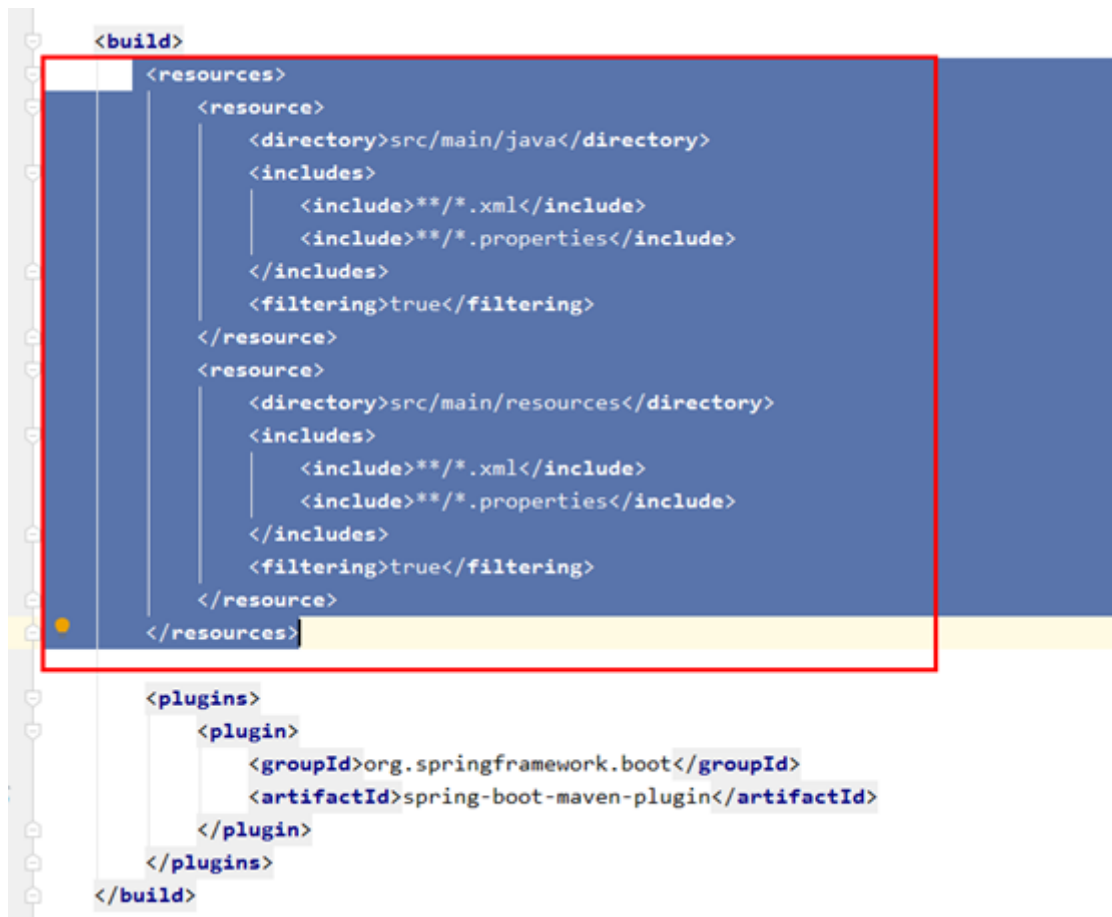 <build>
<resources>
<resource>
<directory>src/main/java</directory>
<includes>
<include>**/*.xml</include>
<include>**/*.properties</include>
</includes>
<filtering>true</filtering>
</resource>
<resource>
<directory>src/main/resources</directory>
<includes>
<include>**/*.xml</include>
<include>**/*.properties</include>
</includes>
<filtering>true</filtering>
</resource>
</resources>
<plugins>
<plugin>
<groupId>org.springframework.boot</groupId>
<artifactId>spring-boot-maven-plugin</artifactId>
</plugin>
</plugins>
</build>